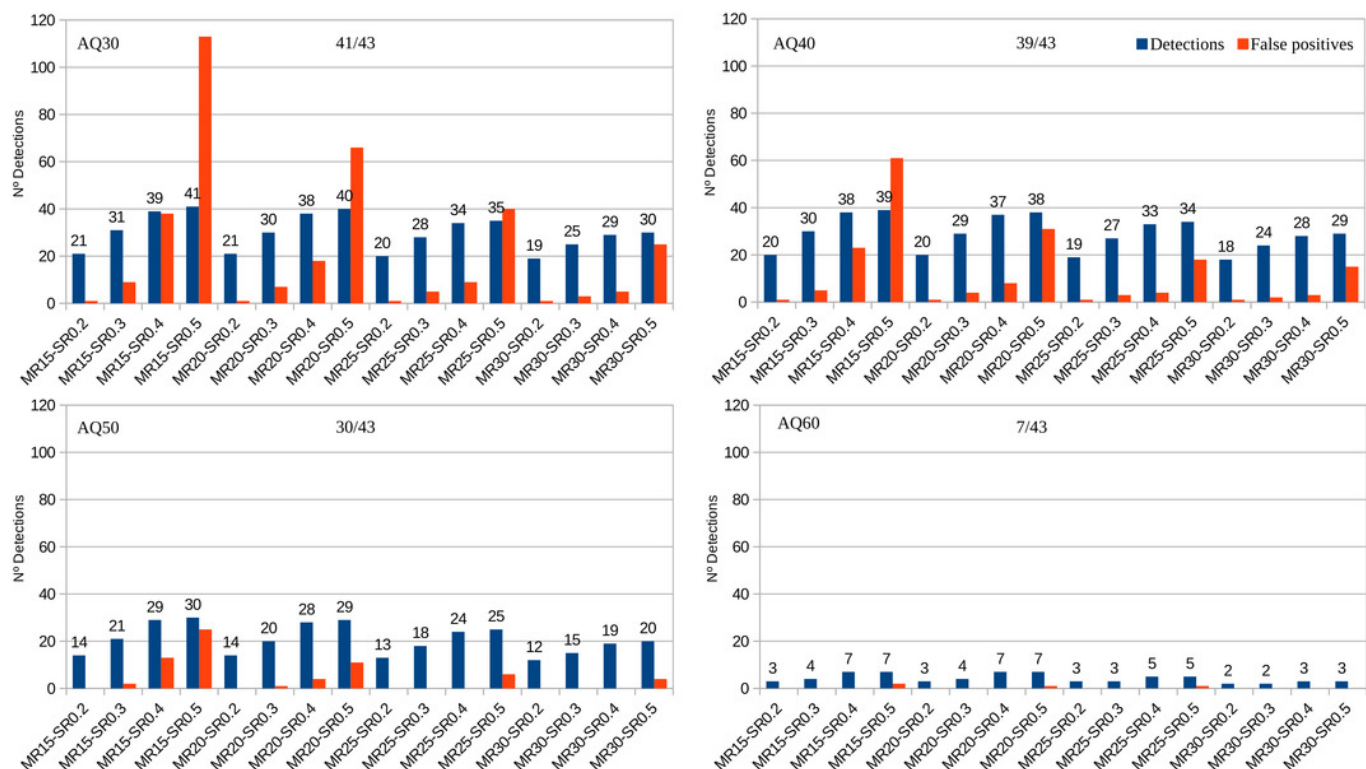 120
AQ30 41/43
100
80
60
40
20
0
Nº Detections
21 31 39 41 21 30 38 40 20 28 34 35 19 25 29 30
MR15-SR0.2 MR15-SR0.3 MR15-SR0.4 MR15-SR0.5 MR20-SR0.2 MR20-SR0.3 MR20-SR0.4 MR20-SR0.5 MR25-SR0.2 MR25-SR0.3 MR25-SR0.4 MR25-SR0.5 MR30-SR0.2 MR30-SR0.3 MR30-SR0.4 MR30-SR0.5
120
AQ40 39/43 Detections False positives
100
80
60
40
20
0
Nº Detections
20 30 38 39 20 29 37 38 19 27 33 34 18 24 28 29
MR15-SR0.2 MR15-SR0.3 MR15-SR0.4 MR15-SR0.5 MR20-SR0.2 MR20-SR0.3 MR20-SR0.4 MR20-SR0.5 MR25-SR0.2 MR25-SR0.3 MR25-SR0.4 MR25-SR0.5 MR30-SR0.2 MR30-SR0.3 MR30-SR0.4 MR30-SR0.5
120
AQ50 30/43
100
80
60
40
20
0
Nº Detections
14 21 29 30 14 20 28 29 13 18 24 25 12 15 19 20
MR15-SR0.2 MR15-SR0.3 MR15-SR0.4 MR15-SR0.5 MR20-SR0.2 MR20-SR0.3 MR20-SR0.4 MR20-SR0.5 MR25-SR0.2 MR25-SR0.3 MR25-SR0.4 MR25-SR0.5 MR30-SR0.2 MR30-SR0.3 MR30-SR0.4 MR30-SR0.5
120
AQ60 7/43
100
80
60
40
20
0
Nº Detections
3 4 7 7 3 4 7 7 3 3 5 5 2 2 3 3
MR15-SR0.2 MR15-SR0.3 MR15-SR0.4 MR15-SR0.5 MR20-SR0.2 MR20-SR0.3 MR20-SR0.4 MR20-SR0.5 MR25-SR0.2 MR25-SR0.3 MR25-SR0.4 MR25-SR0.5 MR30-SR0.2 MR30-SR0.3 MR30-SR0.4 MR30-SR0.5